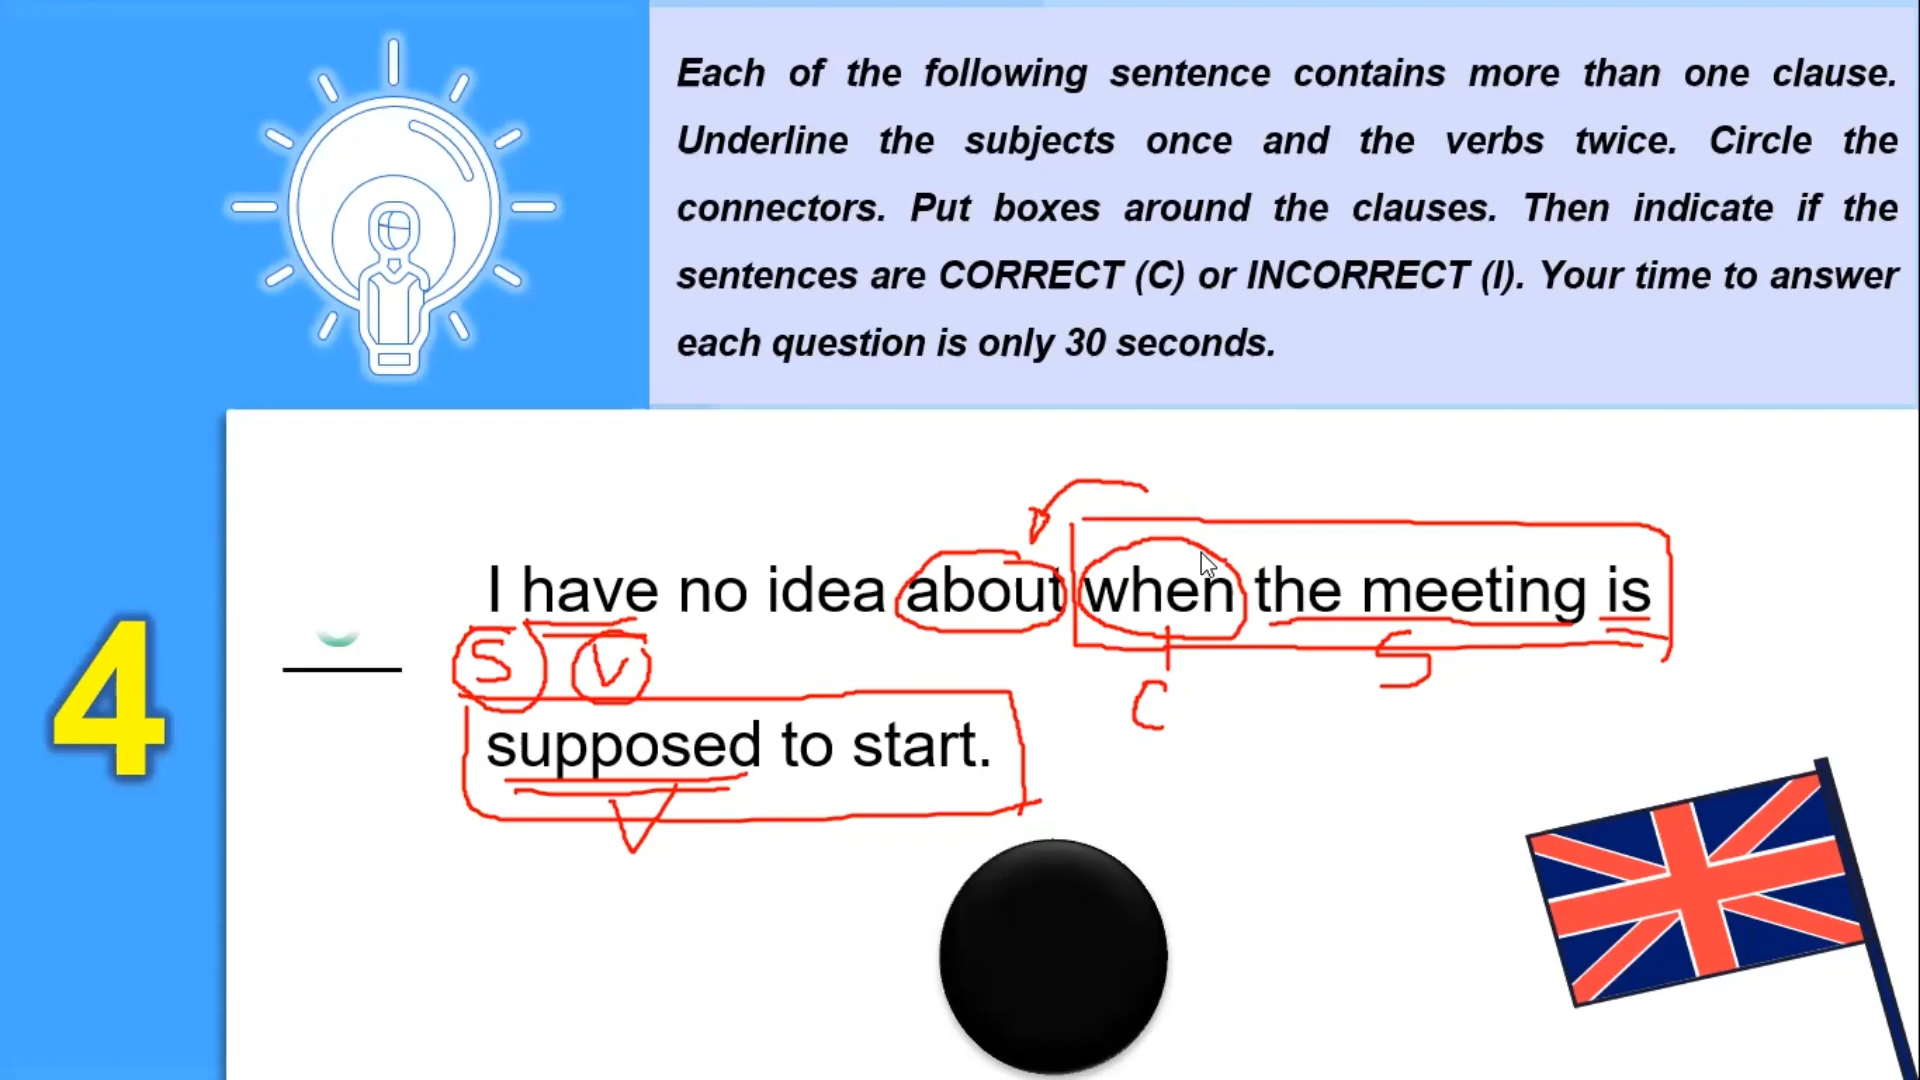 Each of the following sentence contains more than one clause.
Underline the subjects once and the verbs twice. Circle the
connectors. Put boxes around the clauses. Then indicate if the
sentences are CORRECT (C) or INCORRECT (I). Your time to answer
each question is only 30 seconds.
4
I have no idea about when the meeting is
S V C S
supposed to start.
V